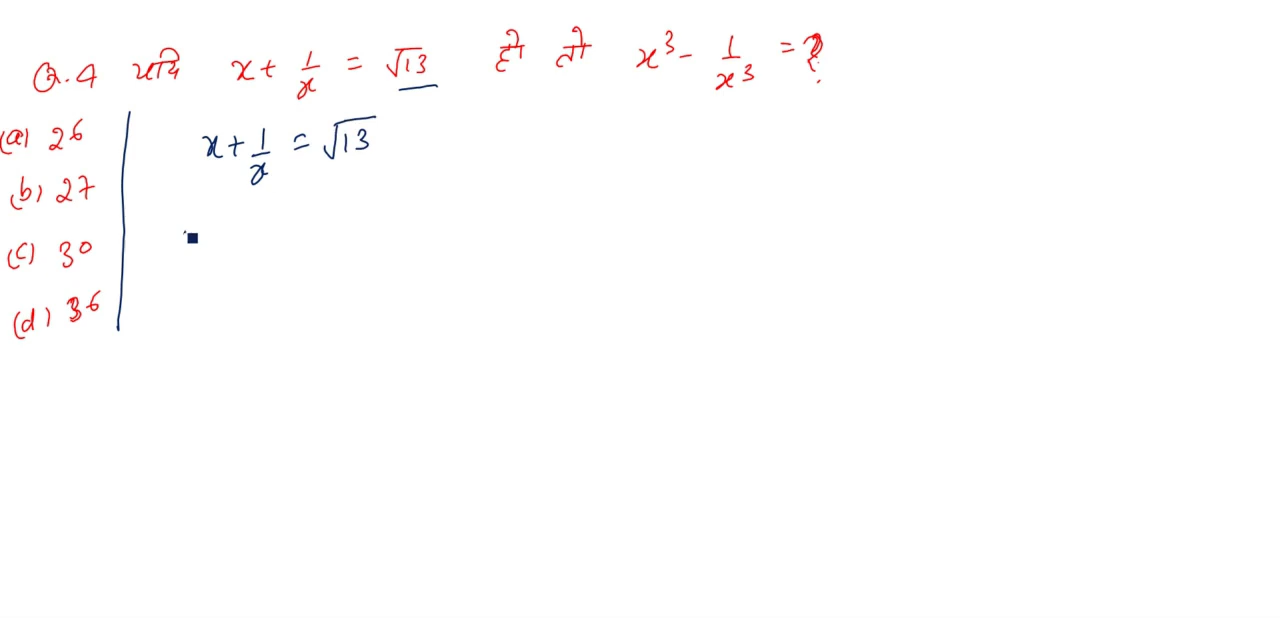 Q.4 यदि x + 1/x = √13 हो तो x³ - 1/x³ = ?
(a) 26
x + 1/x = √13
(b) 27
(c) 30
(d) 36